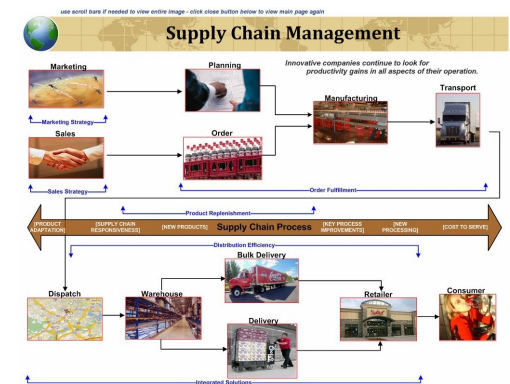 use scroll bars if needed to view entire image - click close button below to view main page again
Supply Chain Management
Innovative companies continue to look for
productivity gains in all aspects of their operation.
Marketing
Planning
Manufacturing
Transport
Marketing Strategy
Sales
Order
Sales Strategy
Order Fulfillment
Product Replenishment
[PRODUCT
ADAPTATION]
[SUPPLY CHAIN
RESPONSIVENESS]
[NEW PRODUCTS]
Supply Chain Process
[KEY PROCESS
IMPROVEMENTS]
[NEW
PROCESSING]
[COST TO SERVE]
Distribution Efficiency
Bulk Delivery
Dispatch
Warehouse
Delivery
Retailer
Consumer
Integrated Solutions